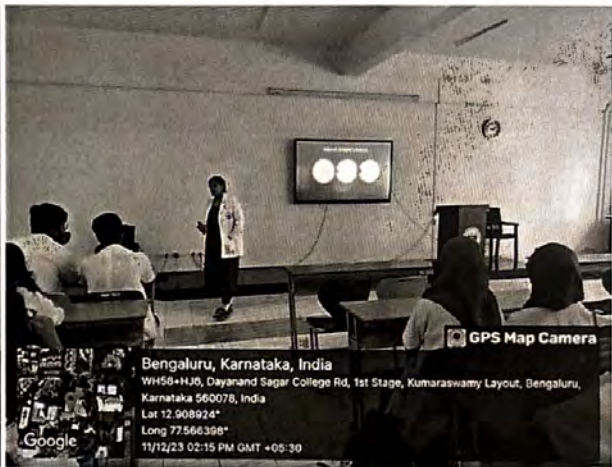 GPS Map Camera
Bengaluru, Karnataka, India
WH58+HJ6, Dayanand Sagar College Rd, 1st Stage, Kumaraswamy Layout, Bengaluru,
Karnataka 560078, India
Lat 12.908924°
Long 77.566398°
11/12/23 02:15 PM GMT +05:30
Google